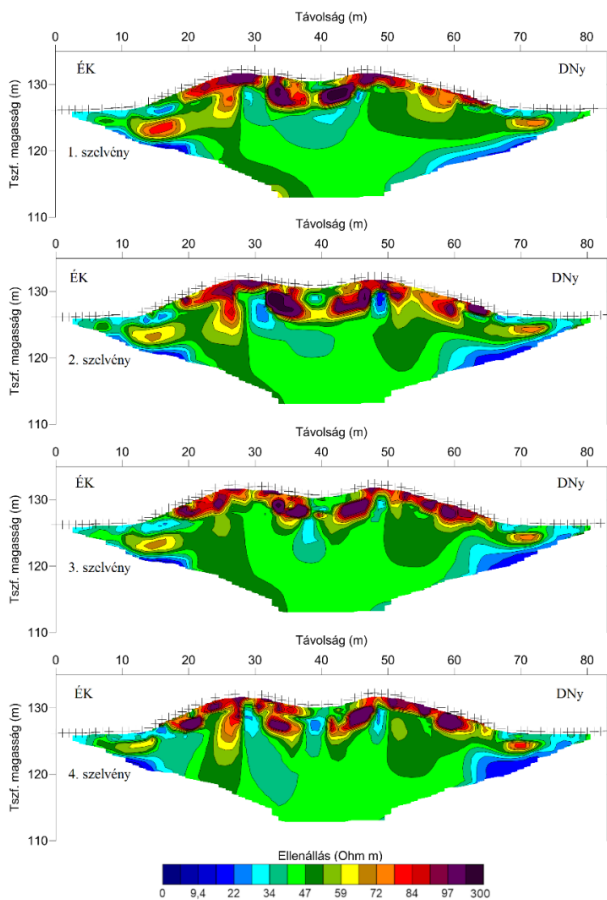 Távolság (m)
0 10 20 30 40 50 60 70 80
ÉK DNy
130
120
110
Tszf. magasság (m)
1. szelvény
Távolság (m)
0 10 20 30 40 50 60 70 80
ÉK DNy
130
120
110
Tszf. magasság (m)
2. szelvény
Távolság (m)
0 10 20 30 40 50 60 70 80
ÉK DNy
130
120
110
Tszf. magasság (m)
3. szelvény
Távolság (m)
0 10 20 30 40 50 60 70 80
ÉK DNy
130
120
110
Tszf. magasság (m)
4. szelvény
Ellenállás (Ohm m)
0 9,4 22 34 47 59 72 84 97 300